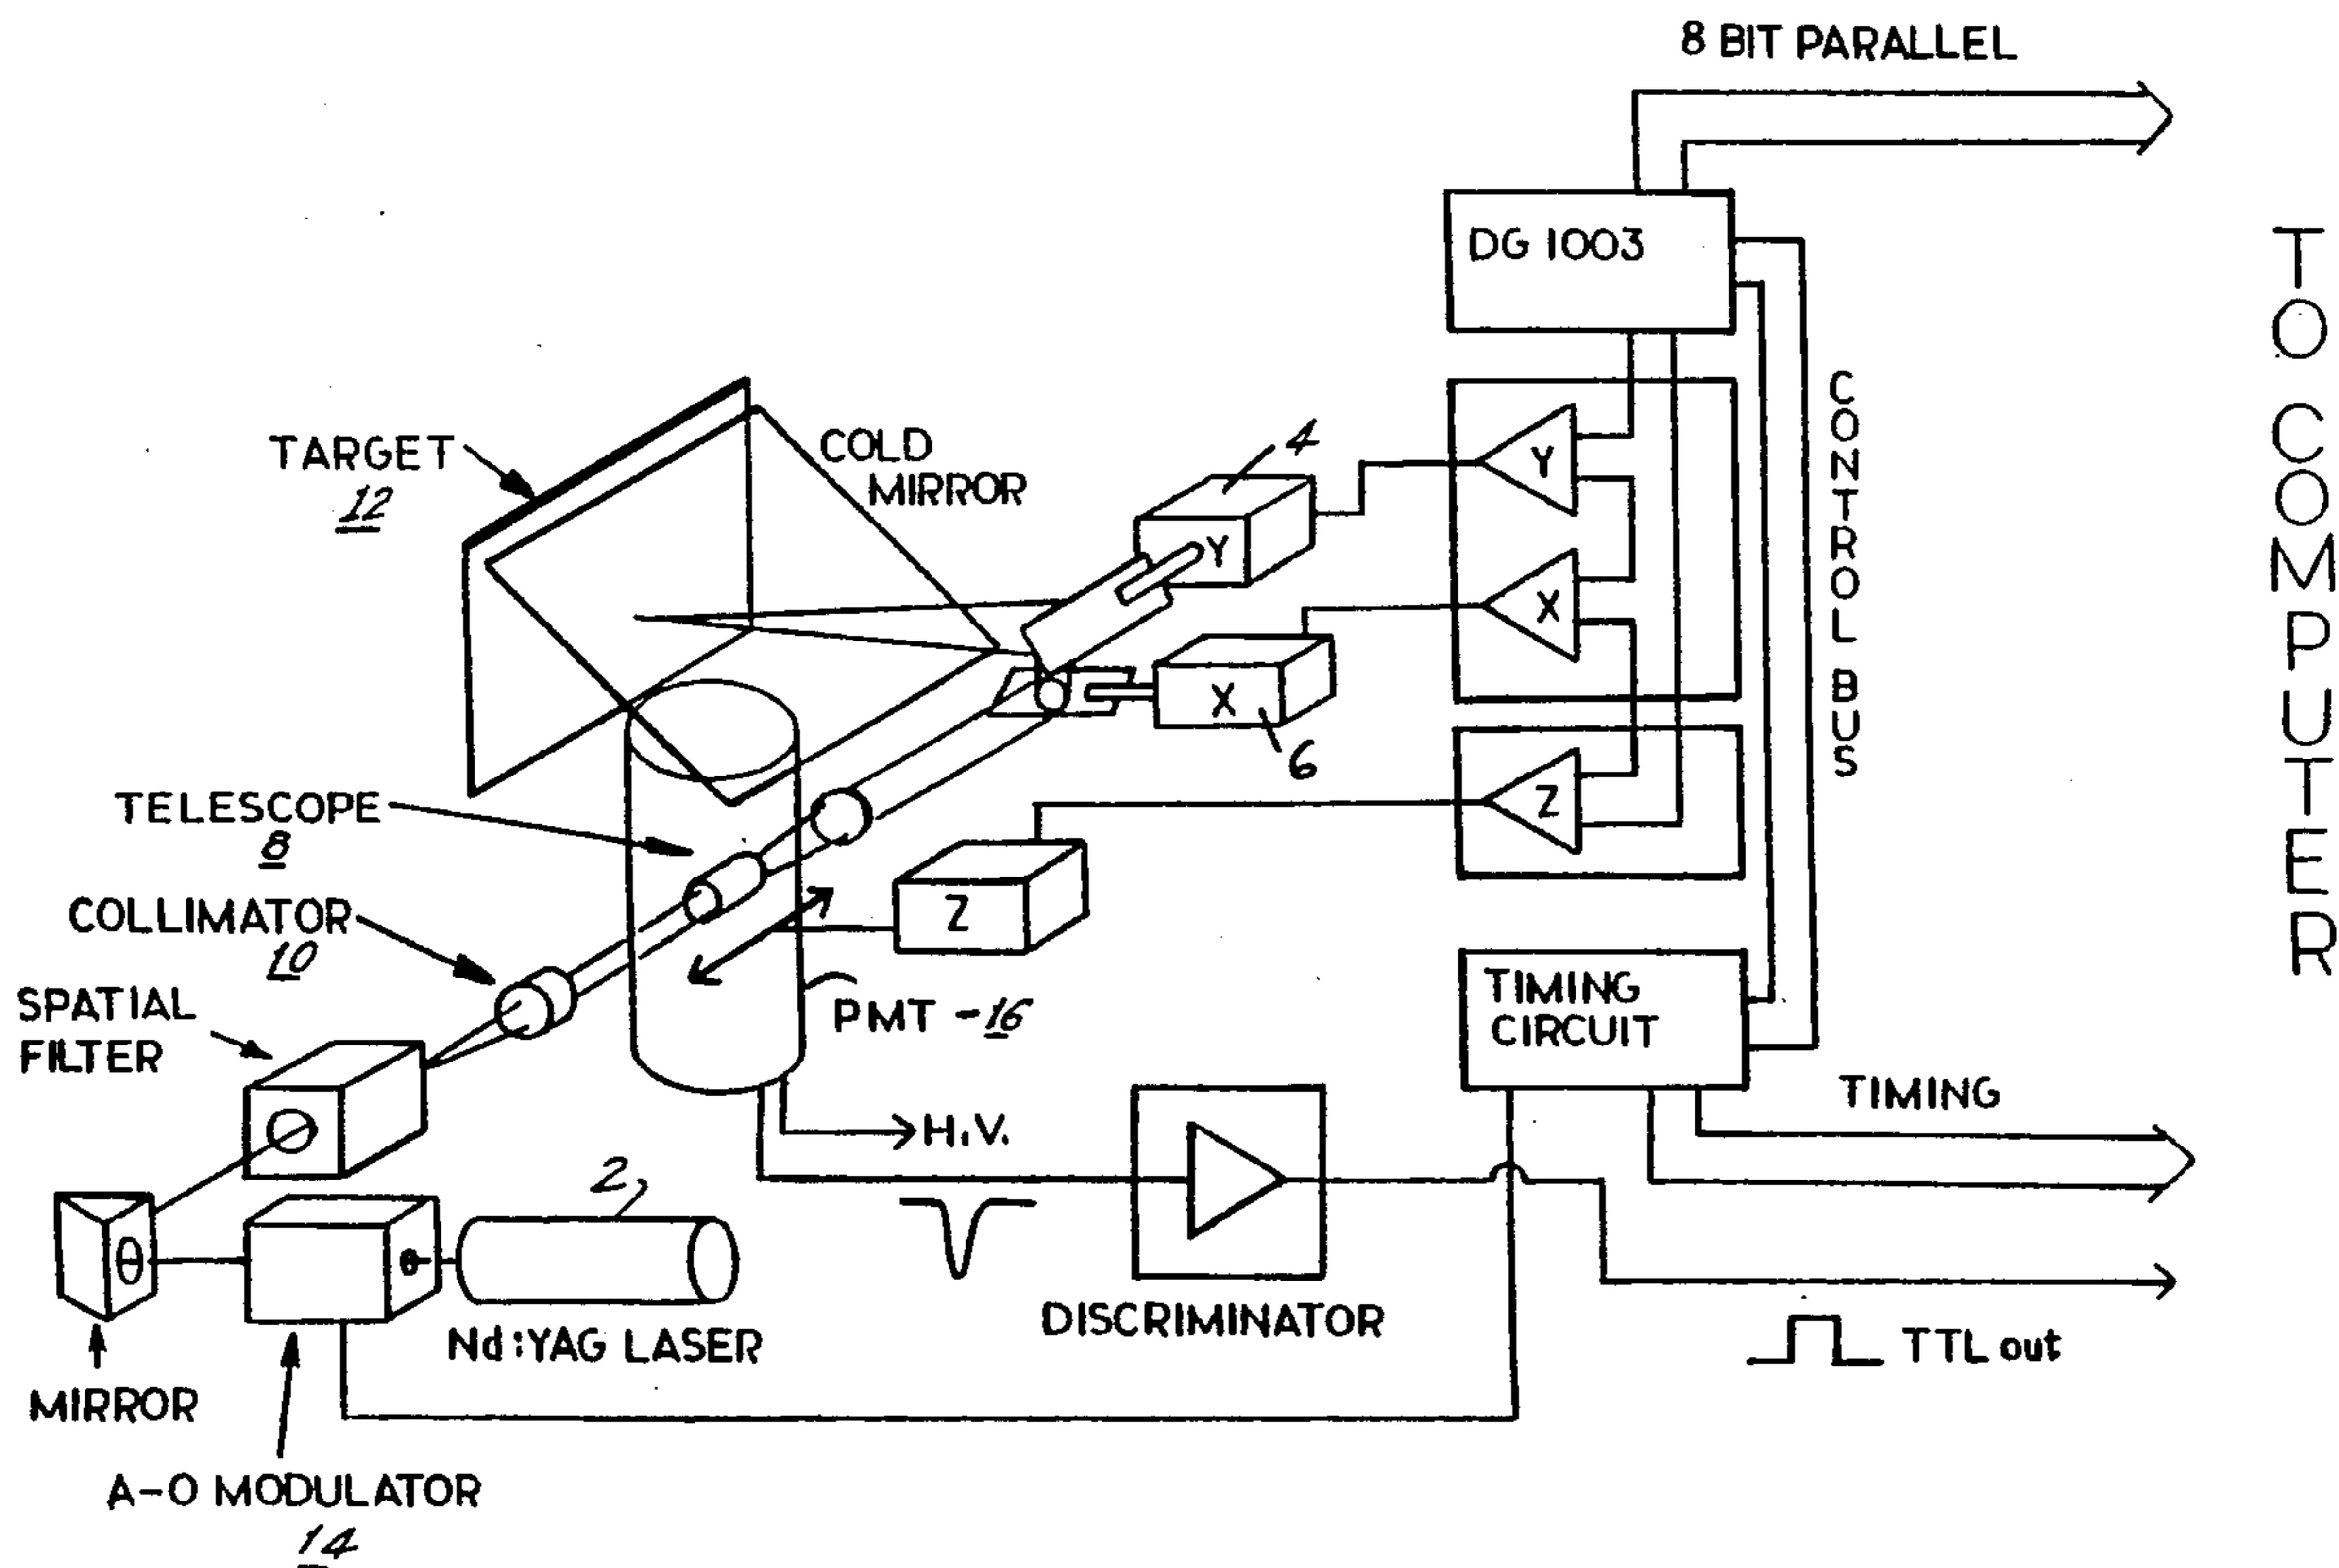 8 BIT PARALLEL
DG 1003
TO COMPUTER
CONTROL BUS
TARGET
12
COLD
MIRROR
4
Y
Y
X
X
6
Z
Z
TELESCOPE
8
COLLIMATOR
10
SPATIAL
FILTER
PMT - 16
TIMING
CIRCUIT
TIMING
H.V.
2
Nd:YAG LASER
DISCRIMINATOR
TTL out
MIRROR
A-O MODULATOR
14